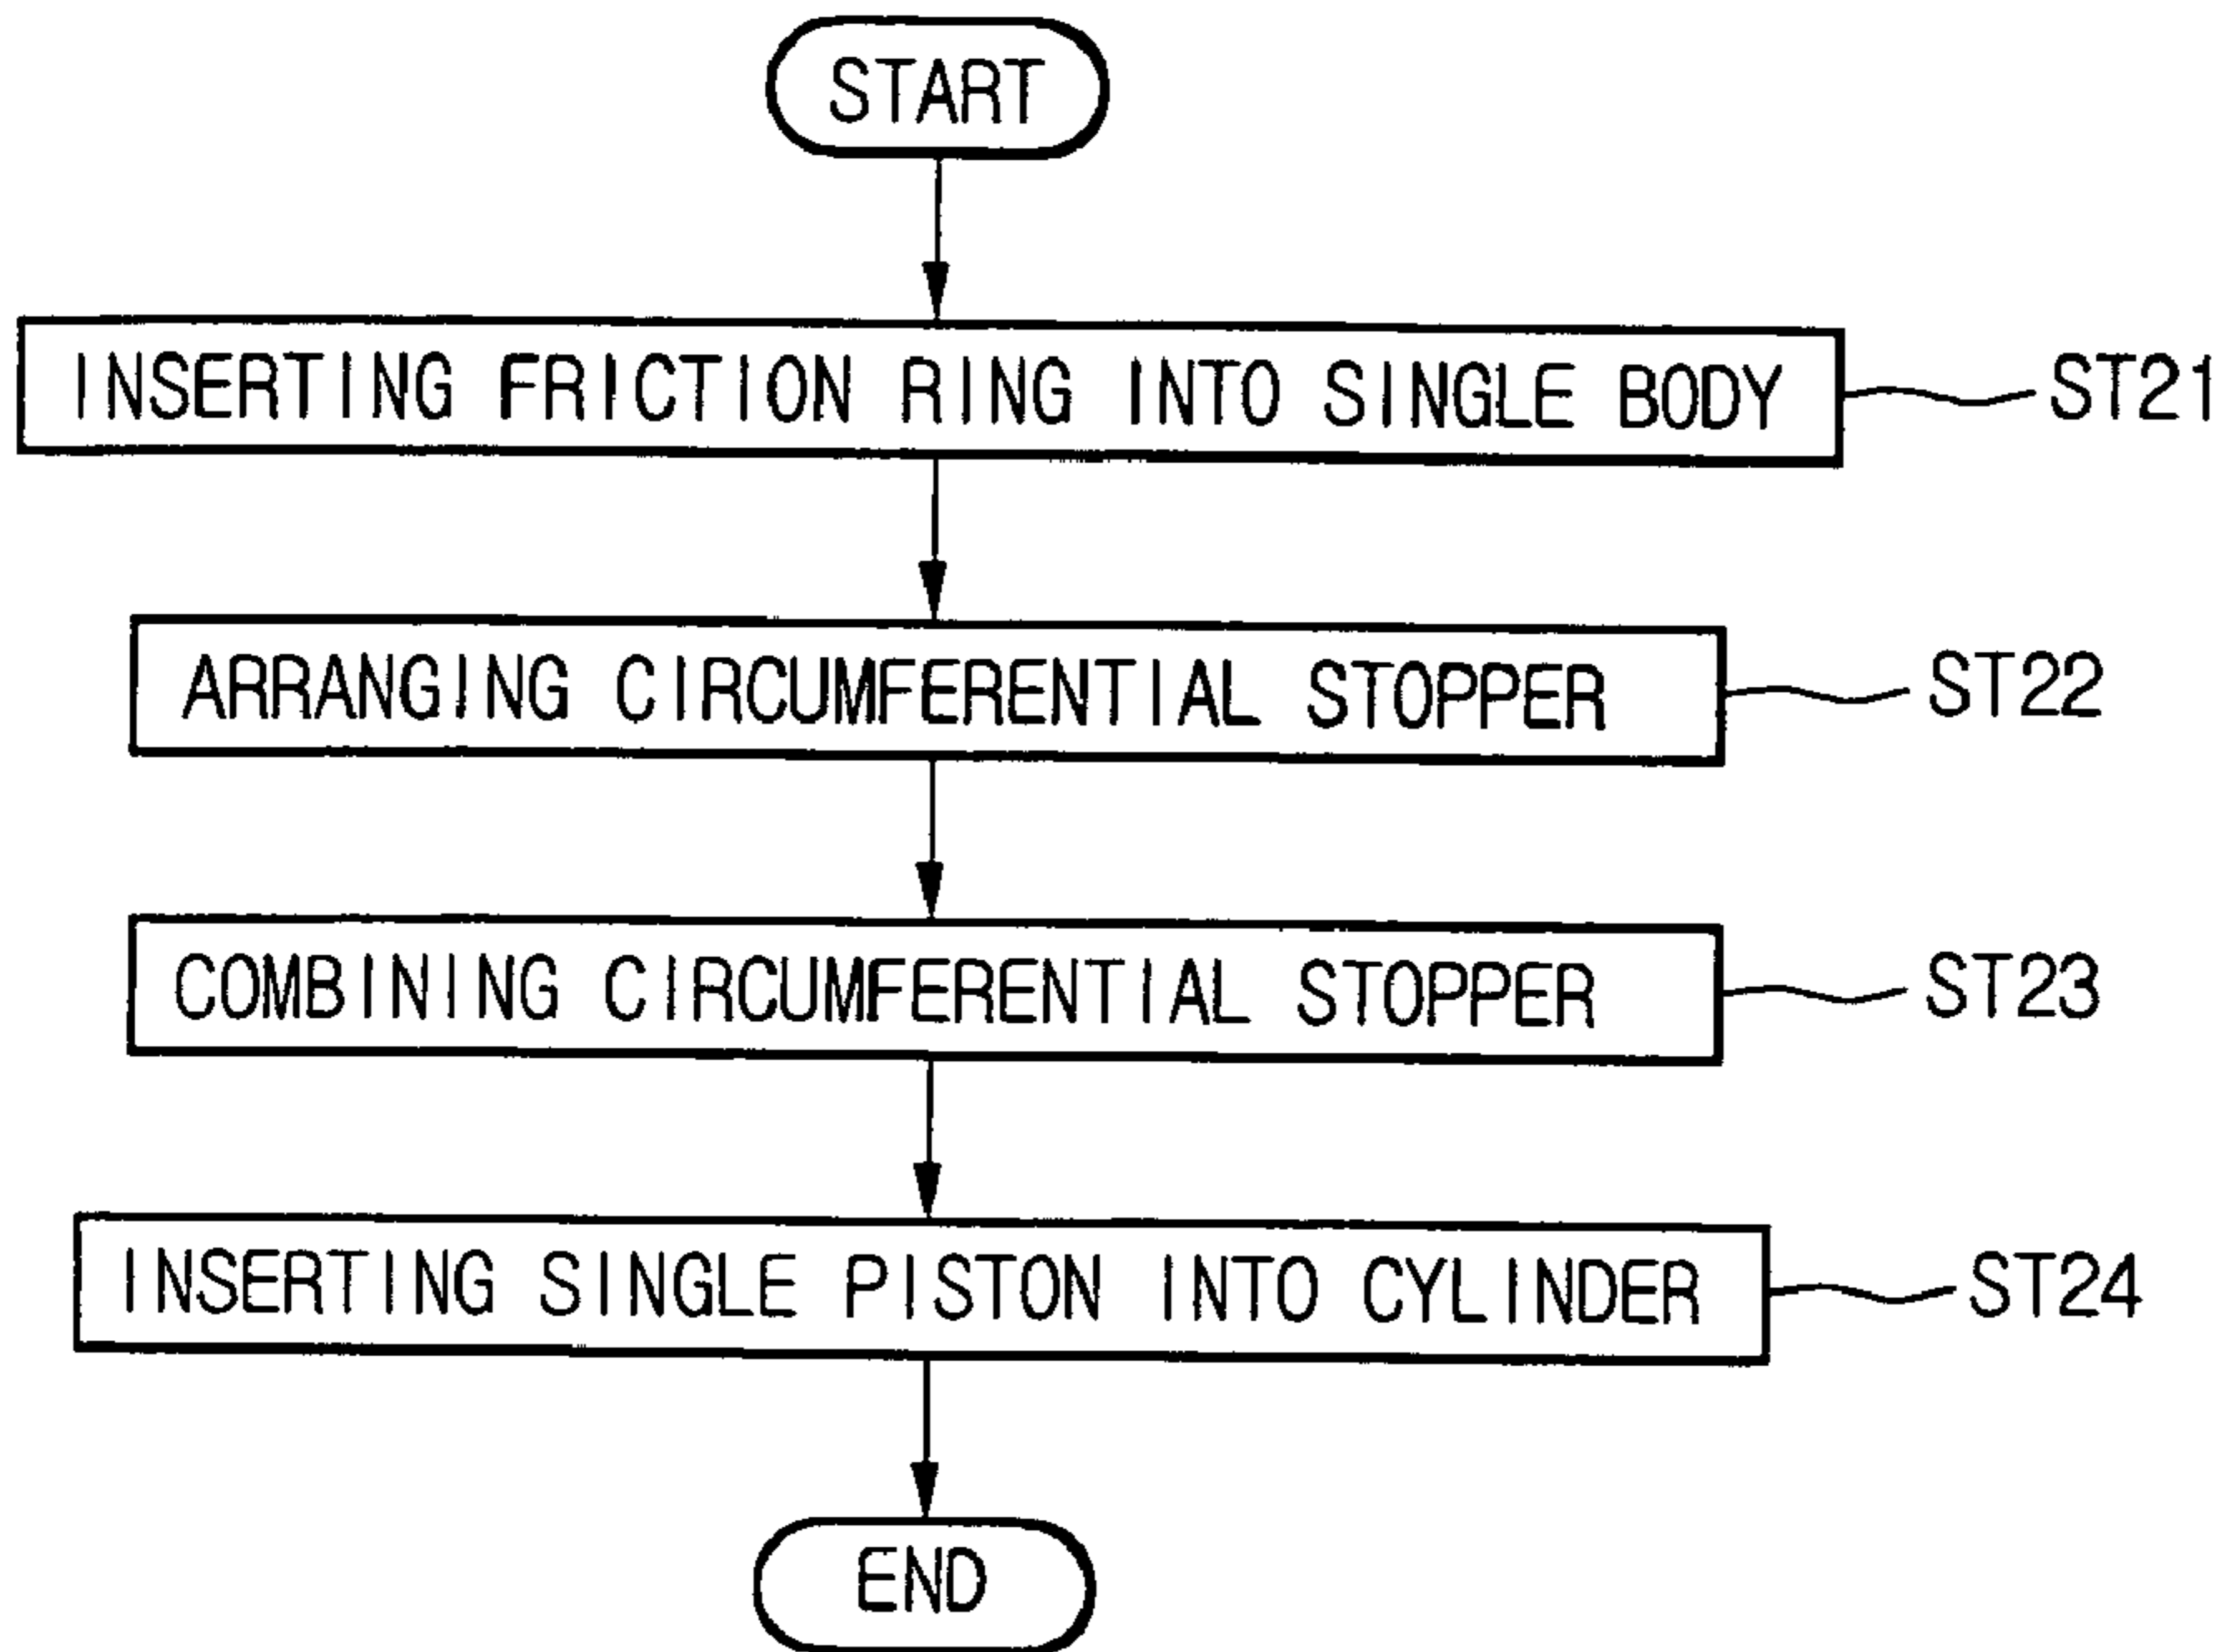 START
INSERTING FRICTION RING INTO SINGLE BODY ST21
ARRANGING CIRCUMFERENTIAL STOPPER ST22
COMBINING CIRCUMFERENTIAL STOPPER ST23
INSERTING SINGLE PISTON INTO CYLINDER ST24
END